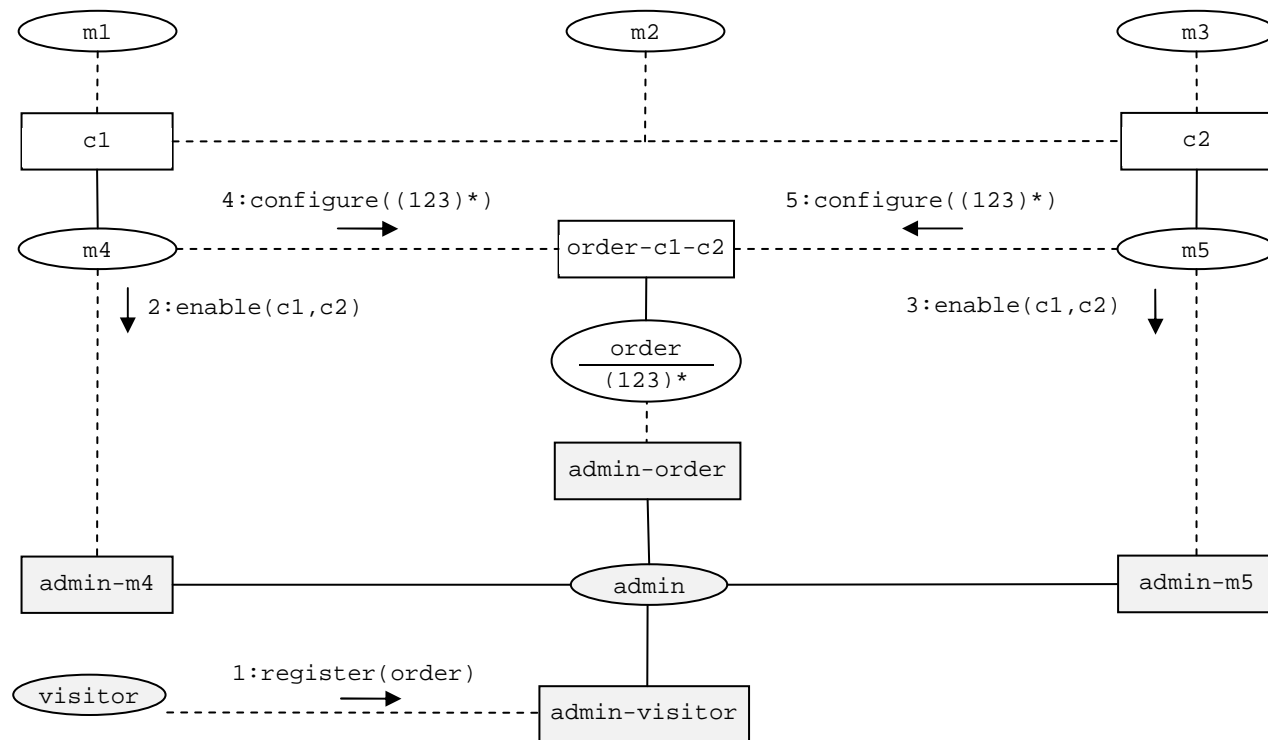 m1
m2
m3
c1
c2
4:configure((123)*)
5:configure((123)*)
m4
order-c1-c2
m5
2:enable(c1,c2)
3:enable(c1,c2)
order
(123)*
admin-order
admin-m4
admin
admin-m5
1:register(order)
visitor
admin-visitor